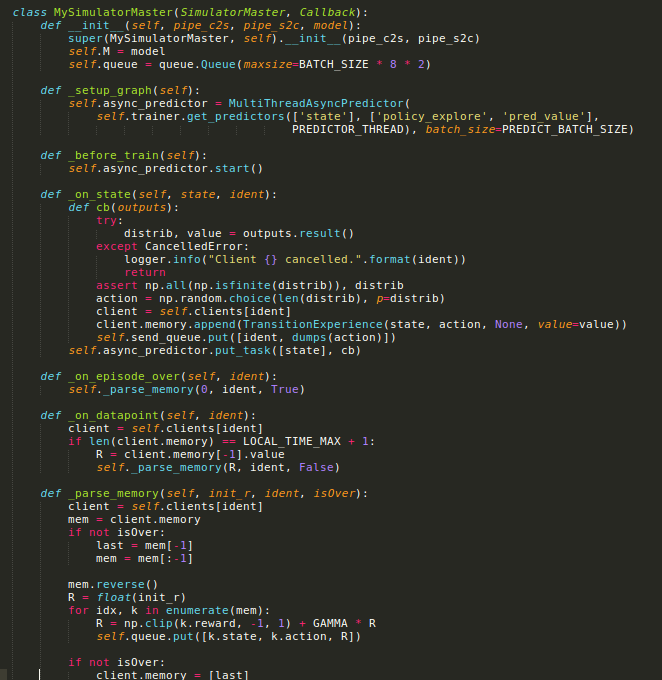 class MySimulatorMaster(SimulatorMaster, Callback):
    def __init__(self, pipe_c2s, pipe_s2c, model):
        super(MySimulatorMaster, self).__init__(pipe_c2s, pipe_s2c)
        self.M = model
        self.queue = queue.Queue(maxsize=BATCH_SIZE * 8 * 2)

    def _setup_graph(self):
        self.async_predictor = MultiThreadAsyncPredictor(
            self.trainer.get_predictors(['state'], ['policy_explore', 'pred_value'],
                                        PREDICTOR_THREAD), batch_size=PREDICT_BATCH_SIZE)

    def _before_train(self):
        self.async_predictor.start()

    def _on_state(self, state, ident):
        def cb(outputs):
            try:
                distrib, value = outputs.result()
            except CancelledError:
                logger.info("Client {} cancelled.".format(ident))
                return
            assert np.all(np.isfinite(distrib)), distrib
            action = np.random.choice(len(distrib), p=distrib)
            client = self.clients[ident]
            client.memory.append(TransitionExperience(state, action, None, value=value))
            self.send_queue.put([ident, dumps(action)])
        self.async_predictor.put_task([state], cb)

    def _on_episode_over(self, ident):
        self._parse_memory(0, ident, True)

    def _on_datapoint(self, ident):
        client = self.clients[ident]
        if len(client.memory) == LOCAL_TIME_MAX + 1:
            R = client.memory[-1].value
            self._parse_memory(R, ident, False)

    def _parse_memory(self, init_r, ident, isOver):
        client = self.clients[ident]
        mem = client.memory
        if not isOver:
            last = mem[-1]
            mem = mem[:-1]

        mem.reverse()
        R = float(init_r)
        for idx, k in enumerate(mem):
            R = np.clip(k.reward, -1, 1) + GAMMA * R
            self.queue.put([k.state, k.action, R])

        if not isOver:
            client.memory = [last]